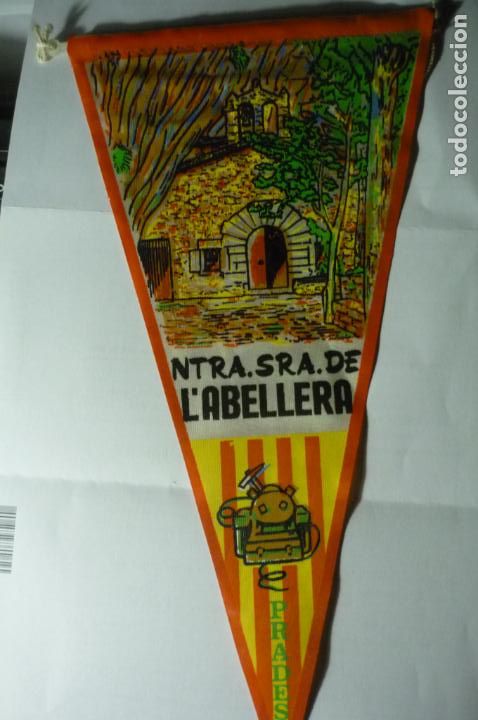 NTRA.SRA.DE
L'ABELLERA
PRADES
todocoleccion